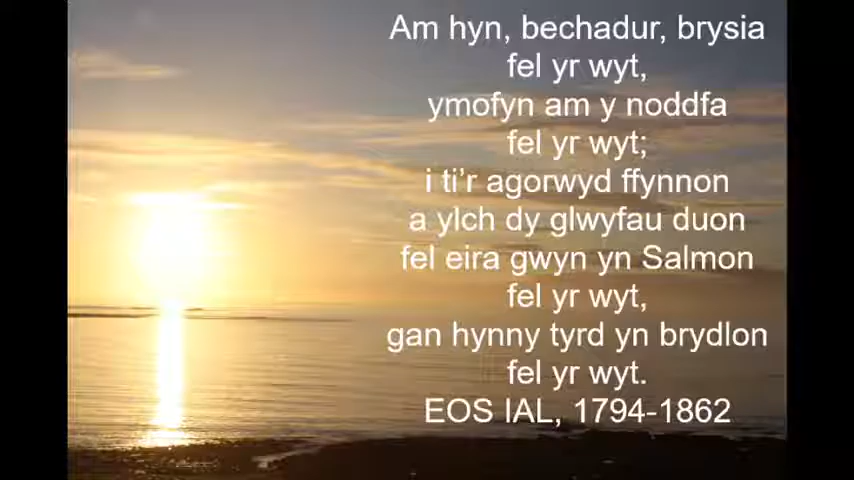 Am hyn, bechadur, brysia
fel yr wyt,
ymofyn am y noddfa
fel yr wyt;
i ti’r agorwyd ffynnon
a ylch dy glwyfau duon
fel eira gwyn yn Salmon
fel yr wyt,
gan hynny tyrd yn brydlon
fel yr wyt.
EOS IAL, 1794-1862